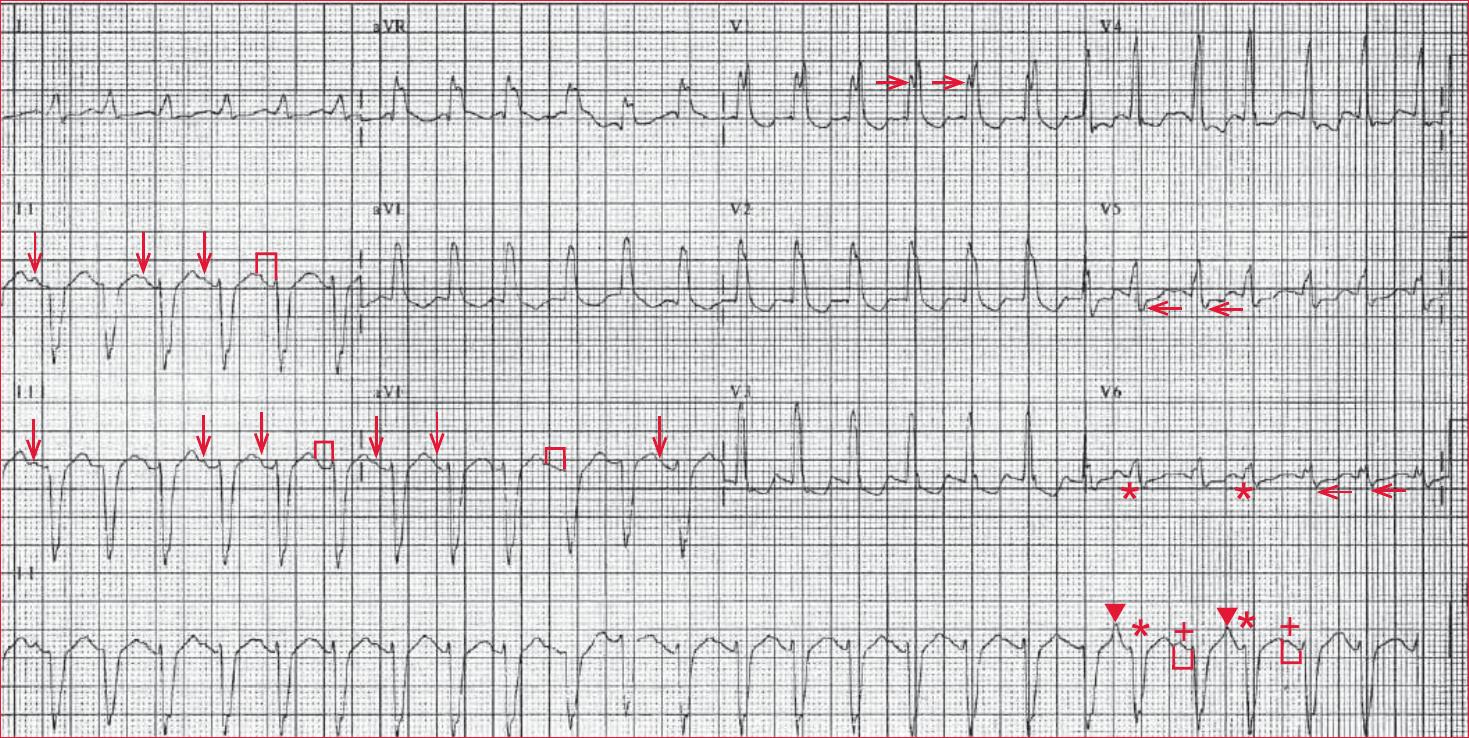 I aVR V1 V4
II aVL V2 V5
III aVF V3 V6
II
* *
* + * +